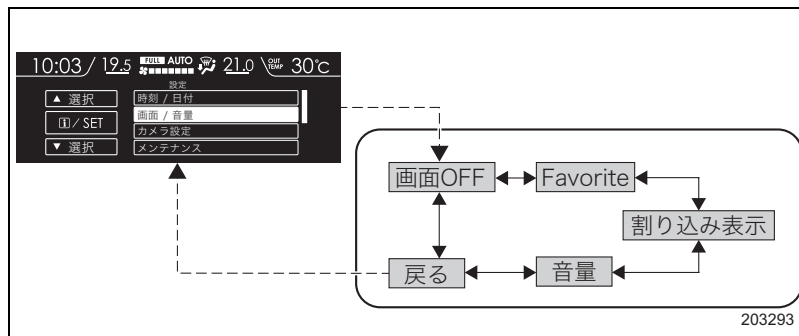 10:03 / 19.5 FULL AUTO 21.0 OUT TEMP 30℃
設定
▲ 選択
時刻 / 日付
画面 / 音量
i / SET
カメラ設定
▼ 選択
メンテナンス
画面OFF
Favorite
割り込み表示
戻る
音量
203293